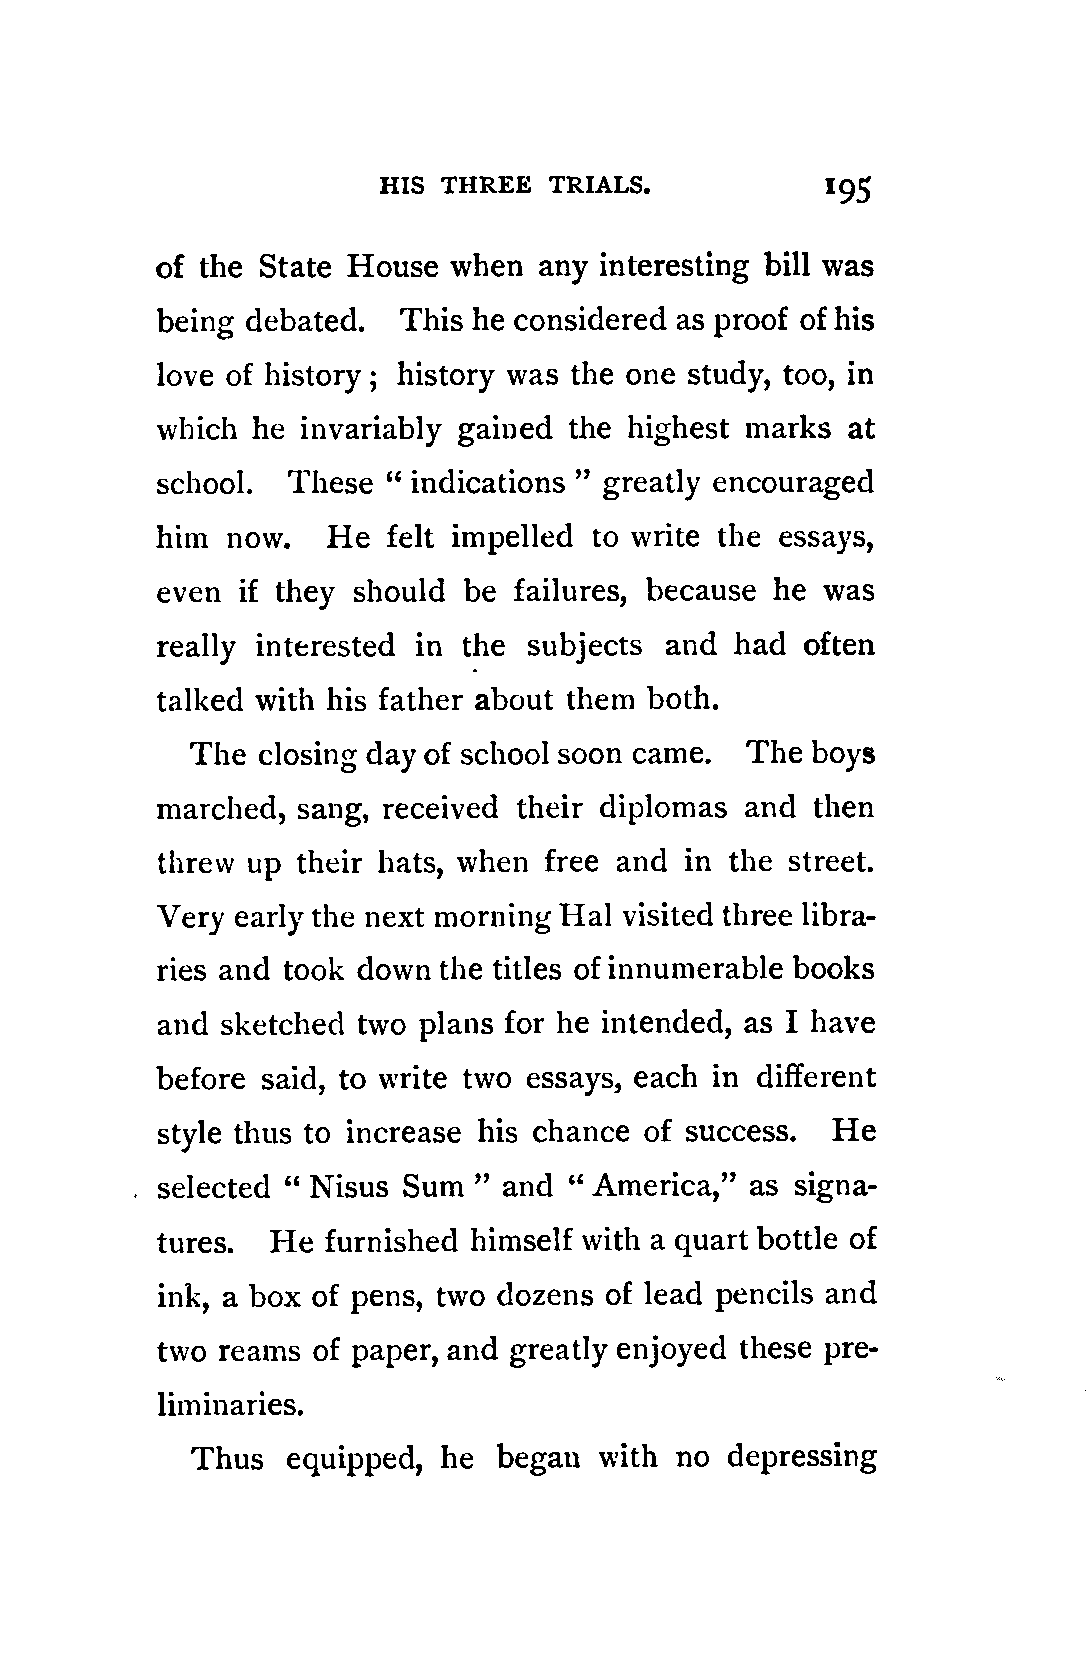 HIS THREE TRIALS. 195
of the State House when any interesting bill was
being debated. This he considered as proof of his
love of history ; history was the one study, too, in
which he invariably gained the highest marks at
school. These “ indications ” greatly encouraged
him now. He felt impelled to write the essays,
even if they should be failures, because he was
really interested in the subjects and had often
talked with his father about them both.
The closing day of school soon came. The boys
marched, sang, received their diplomas and then
threw up their hats, when free and in the street.
Very early the next morning Hal visited three libra-
ries and took down the titles of innumerable books
and sketched two plans for he intended, as I have
before said, to write two essays, each in different
style thus to increase his chance of success. He
selected “ Nisus Sum ” and “ America,” as signa-
tures. He furnished himself with a quart bottle of
ink, a box of pens, two dozens of lead pencils and
two reams of paper, and greatly enjoyed these pre-
liminaries.
Thus equipped, he began with no depressing